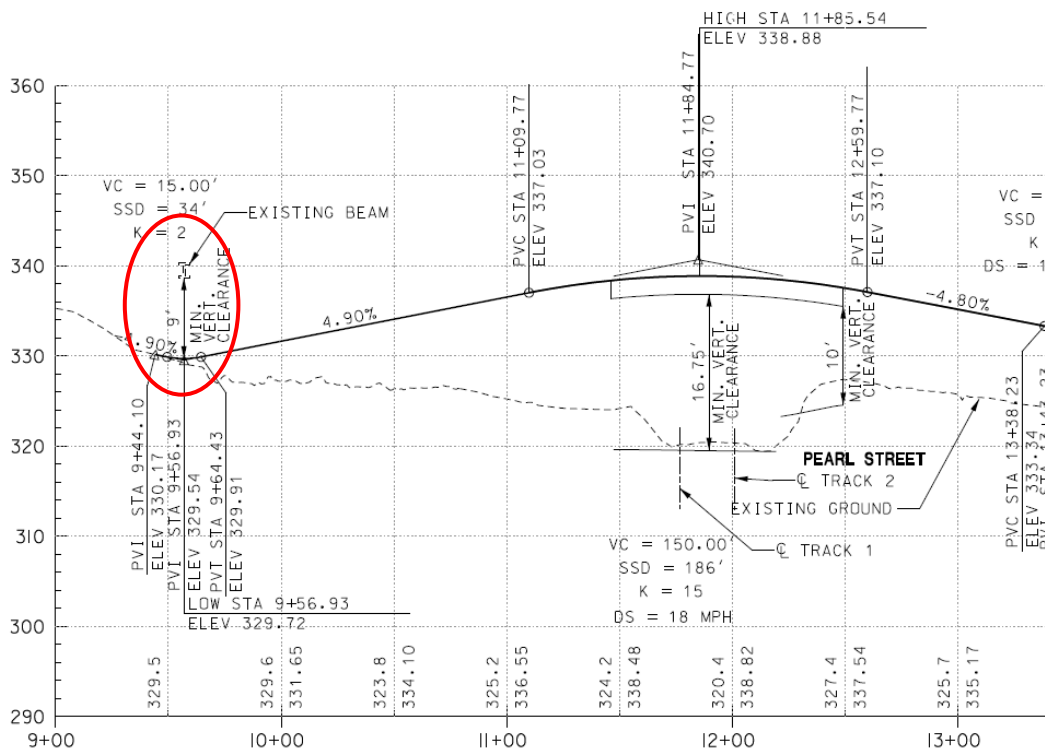 HIGH STA 11+85.54
ELEV 338.88
360
350
340
330
320
310
300
290
VC = 15.00'
SSD = 34'
K = 2
EXISTING BEAM
9'
MIN.
VERT.
CLEARANCE
4.90%
PVC STA 11+09.77
ELEV 337.03
PVI STA 11+84.77
ELEV 340.70
PVT STA 12+59.77
ELEV 337.10
VC =
SSD
K
DS = 1
-4.80%
16.75'
MIN. VERT.
CLEARANCE
10'
MIN. VERT.
CLEARANCE
PVI STA 9+44.10
ELEV 330.17
PVI STA 9+56.93
ELEV 329.54
PVT STA 9+64.43
ELEV 329.91
LOW STA 9+56.93
ELEV 329.72
PEARL STREET
℄ TRACK 2
EXISTING GROUND
℄ TRACK 1
VC = 150.00'
SSD = 186'
K = 15
DS = 18 MPH
PVC STA 13+38.23
ELEV 333.34
329.5
329.6
331.65
323.8
334.10
325.2
336.55
324.2
338.48
320.4
338.82
327.4
337.54
325.7
335.17
9+00
10+00
11+00
12+00
13+00